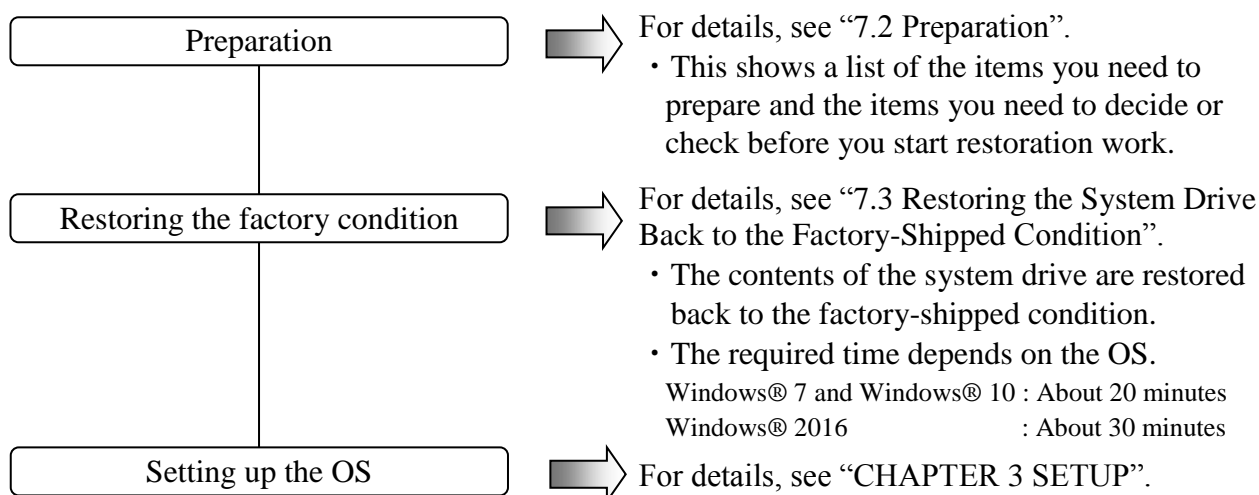 Preparation
For details, see “7.2 Preparation”.
・This shows a list of the items you need to
prepare and the items you need to decide or
check before you start restoration work.
Restoring the factory condition
For details, see “7.3 Restoring the System Drive
Back to the Factory-Shipped Condition”.
・The contents of the system drive are restored
back to the factory-shipped condition.
・The required time depends on the OS.
Windows® 7 and Windows® 10 : About 20 minutes
Windows® 2016 : About 30 minutes
Setting up the OS
For details, see “CHAPTER 3 SETUP”.